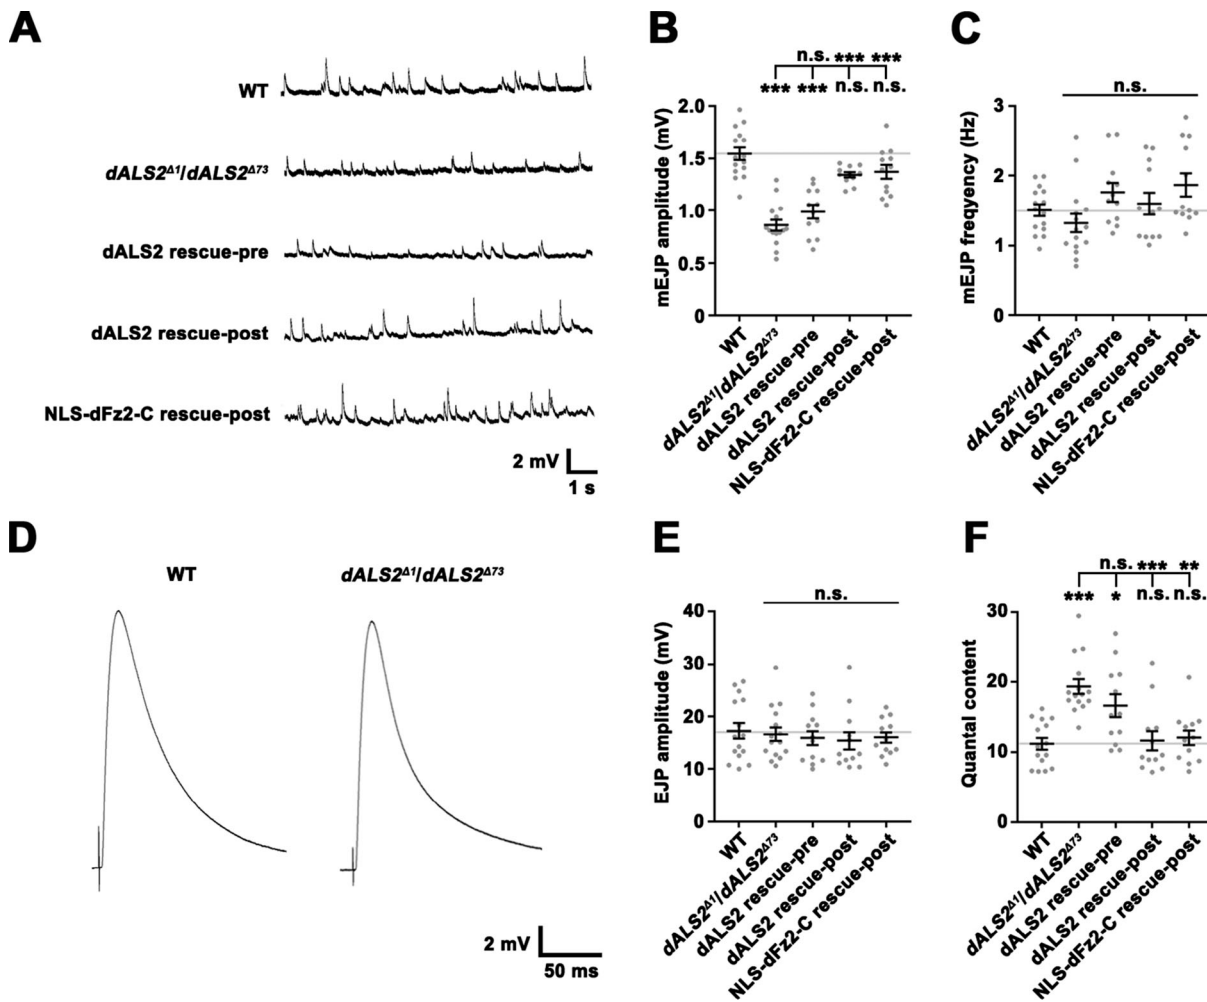 A
WT
dALS2Δ1/dALS2Δ73
dALS2 rescue-pre
dALS2 rescue-post
NLS-dFz2-C rescue-post
2 mV
1 s
B
n.s. *** ***
*** *** n.s. n.s.
mEJP amplitude (mV)
2.0
1.5
1.0
0.5
0
WT
dALS2Δ1/dALS2Δ73
dALS2 rescue-pre
dALS2 rescue-post
NLS-dFz2-C rescue-post
C
n.s.
mEJP freqyency (Hz)
3
2
1
0
WT
dALS2Δ1/dALS2Δ73
dALS2 rescue-pre
dALS2 rescue-post
NLS-dFz2-C rescue-post
D
WT
dALS2Δ1/dALS2Δ73
2 mV
50 ms
E
n.s.
EJP amplitude (mV)
40
30
20
10
0
WT
dALS2Δ1/dALS2Δ73
dALS2 rescue-pre
dALS2 rescue-post
NLS-dFz2-C rescue-post
F
n.s. *** **
*** * n.s. n.s.
Quantal content
30
20
10
0
WT
dALS2Δ1/dALS2Δ73
dALS2 rescue-pre
dALS2 rescue-post
NLS-dFz2-C rescue-post